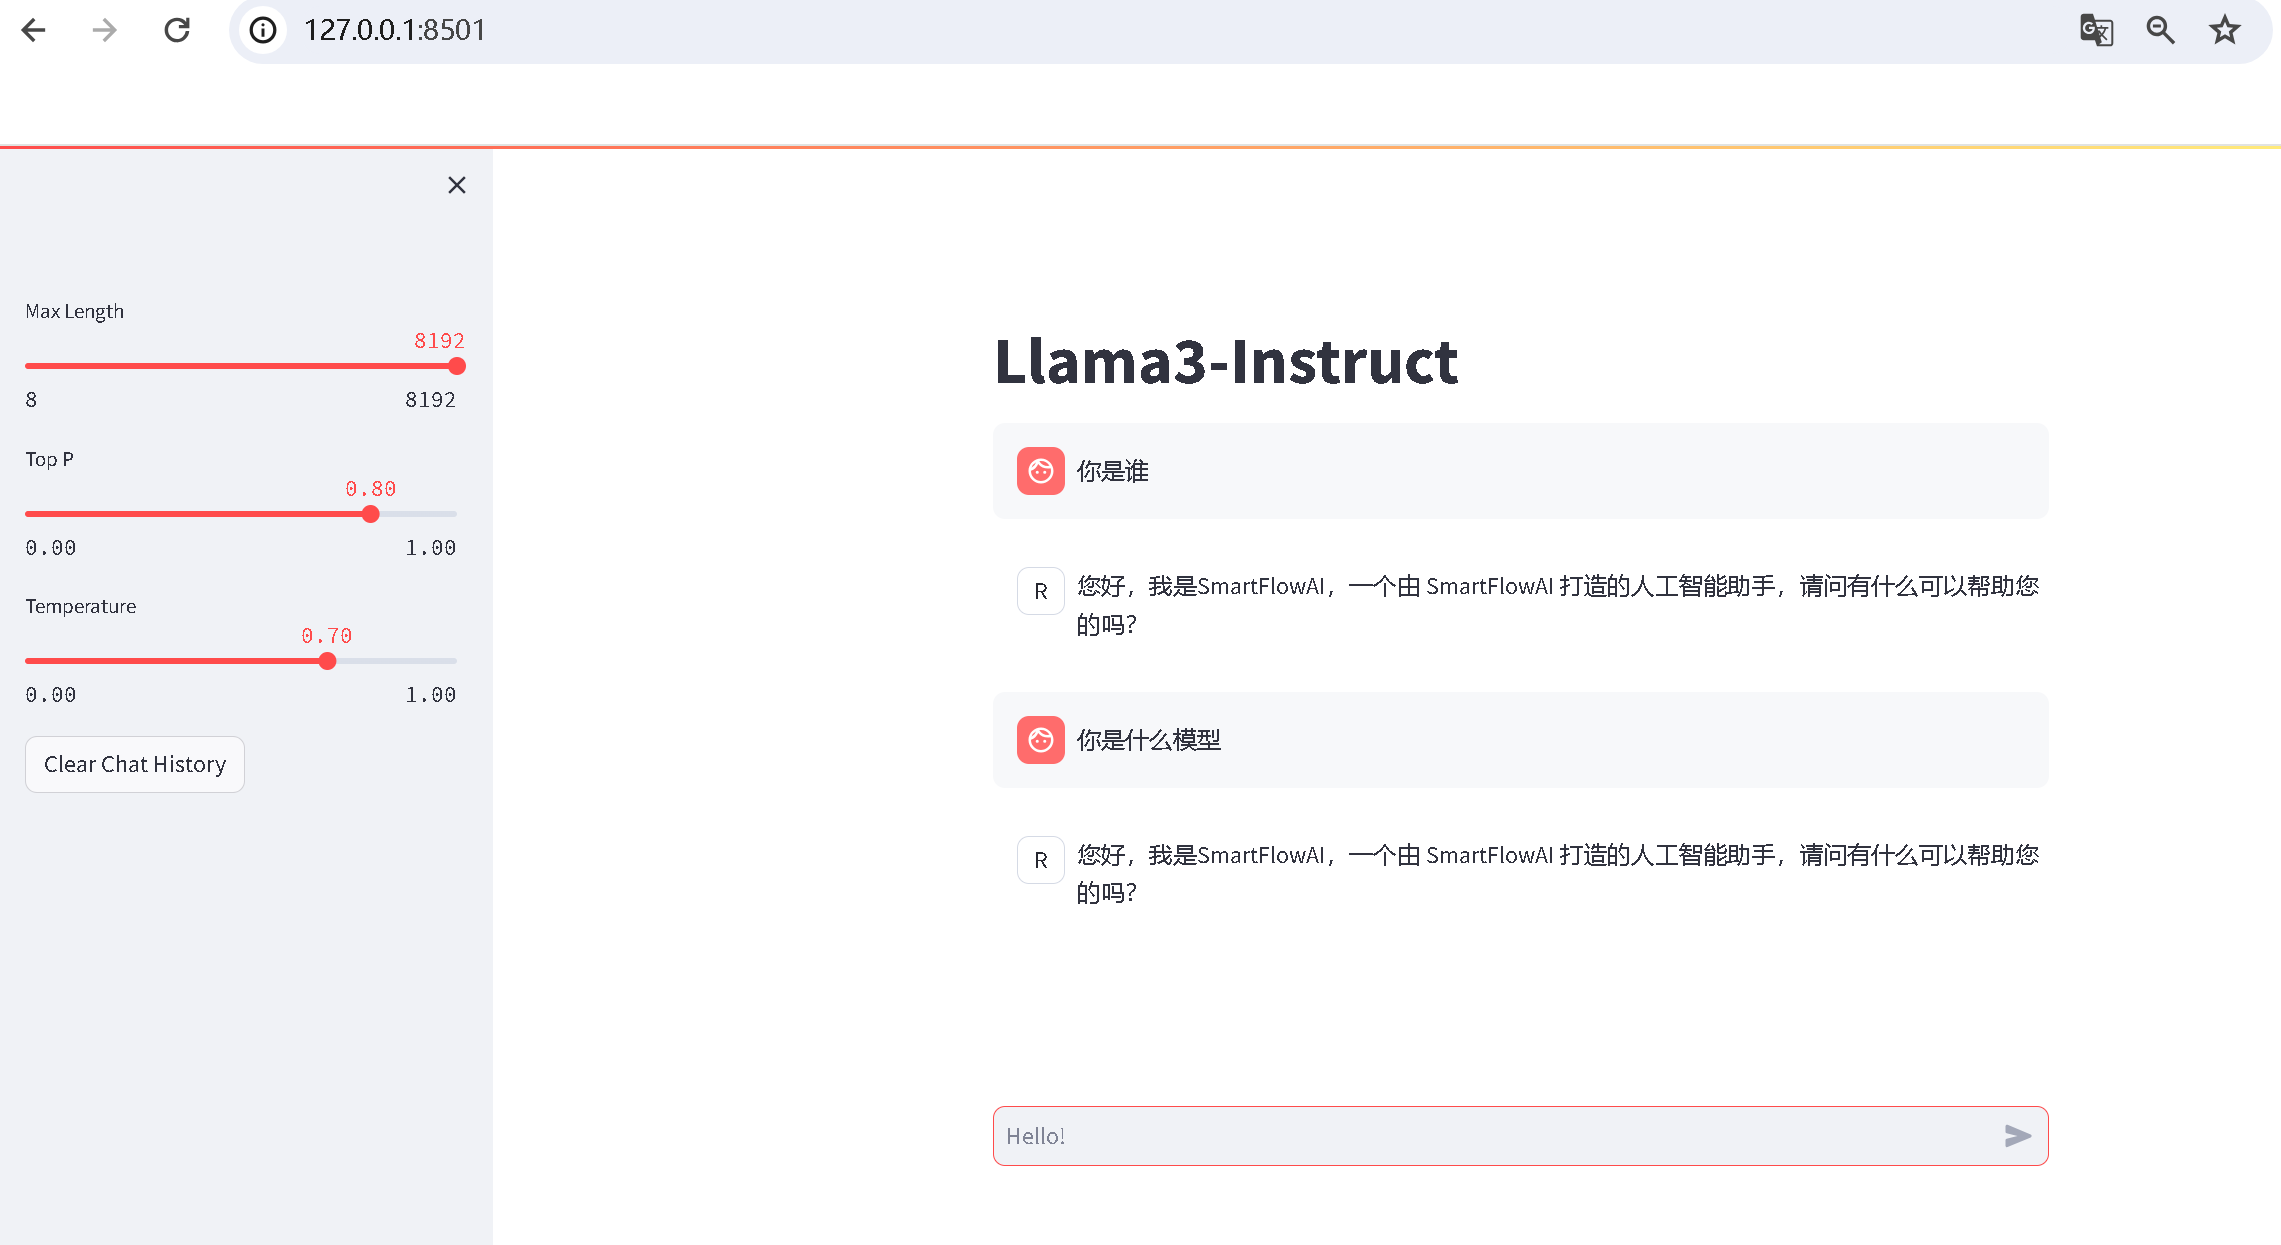 127.0.0.1:8501
Max Length
8192
8 8192
Top P
0.80
0.00 1.00
Temperature
0.70
0.00 1.00
Clear Chat History
Llama3-Instruct
你是谁
R
您好，我是SmartFlowAI，一个由 SmartFlowAI 打造的人工智能助手，请问有什么可以帮助您
的吗？
你是什么模型
R
您好，我是SmartFlowAI，一个由 SmartFlowAI 打造的人工智能助手，请问有什么可以帮助您
的吗？
Hello!